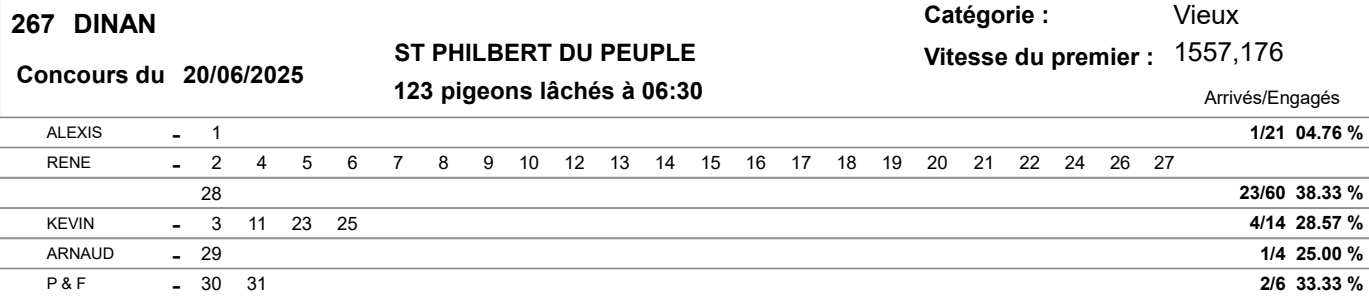 267 DINAN
Catégorie : Vieux
ST PHILBERT DU PEUPLE
Vitesse du premier : 1557,176
Concours du 20/06/2025
123 pigeons lâchés à 06:30
Arrivés/Engagés
ALEXIS - 1 1/21 04.76 %
RENE - 2 4 5 6 7 8 9 10 12 13 14 15 16 17 18 19 20 21 22 24 26 27
28 23/60 38.33 %
KEVIN - 3 11 23 25 4/14 28.57 %
ARNAUD - 29 1/4 25.00 %
P & F - 30 31 2/6 33.33 %